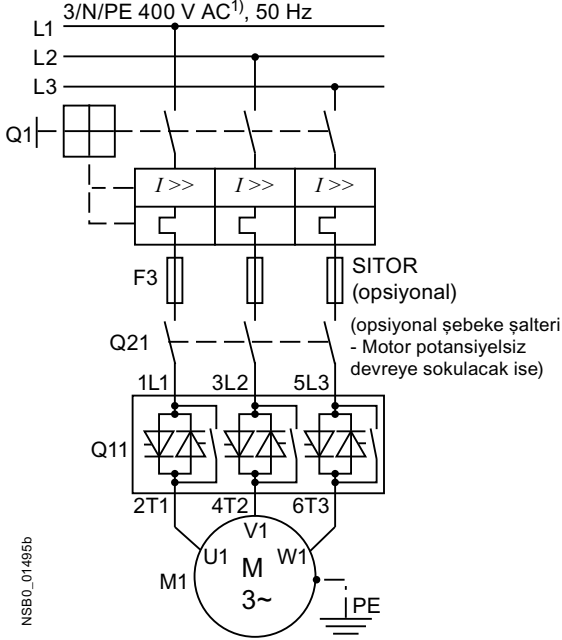 3/N/PE 400 V AC1), 50 Hz
L1
L2
L3
Q1
I >> I >> I >>
F3
SITOR
(opsiyonal)
Q21
(opsiyonal şebeke şalteri
- Motor potansiyelsiz
devreye sokulacak ise)
1L1 3L2 5L3
Q11
2T1 4T2 6T3
V1
U1 W1
M1
M
3~
PE
NSB0_01495b